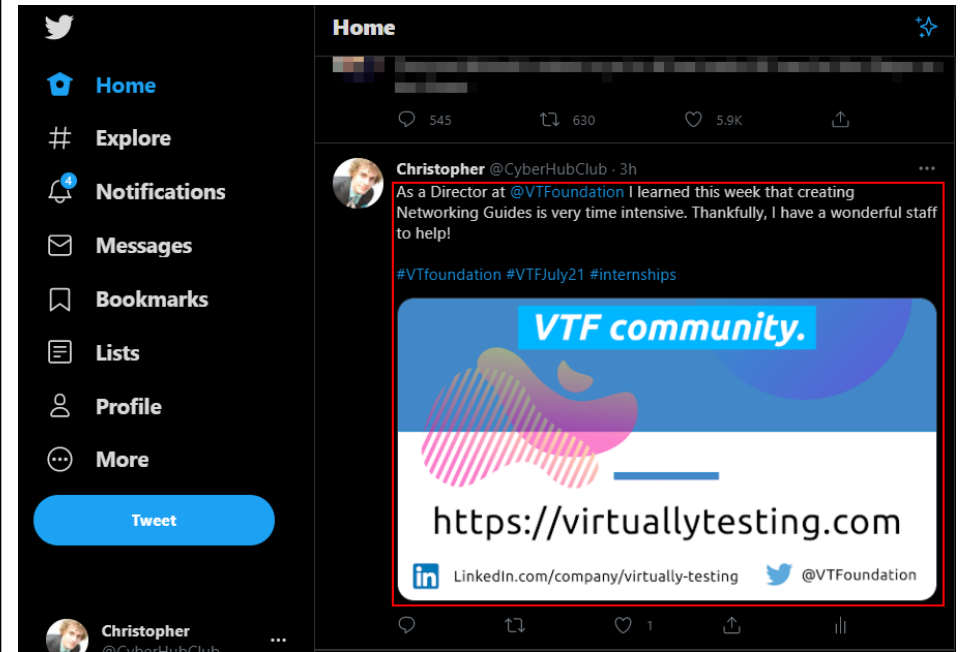 Home
Explore
4
Notifications
Messages
Bookmarks
Lists
Profile
More
Tweet
Christopher
@CyberHubClub
Home
545 630 5.9K
Christopher @CyberHubClub · 3h
As a Director at @VTFoundation I learned this week that creating
Networking Guides is very time intensive. Thankfully, I have a wonderful staff
to help!
#VTfoundation #VTFJuly21 #internships
VTF community.
https://virtuallytesting.com
in LinkedIn.com/company/virtually-testing @VTFoundation
1